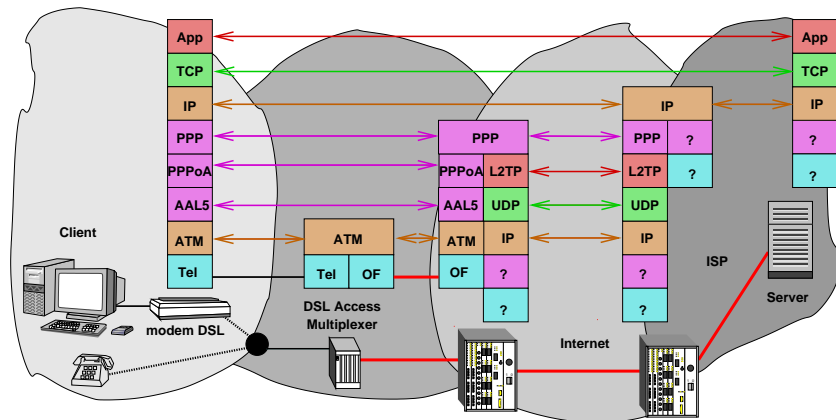 App
App
TCP
TCP
IP
IP
IP
PPP
PPP
PPP
?
?
PPPoA
PPPoA
L2TP
L2TP
?
?
AAL5
AAL5
UDP
UDP
Client
ATM
ATM
ATM
IP
IP
ISP
Tel
Tel
OF
OF
?
?
Server
DSL Access
Multiplexer
?
?
modem DSL
Internet